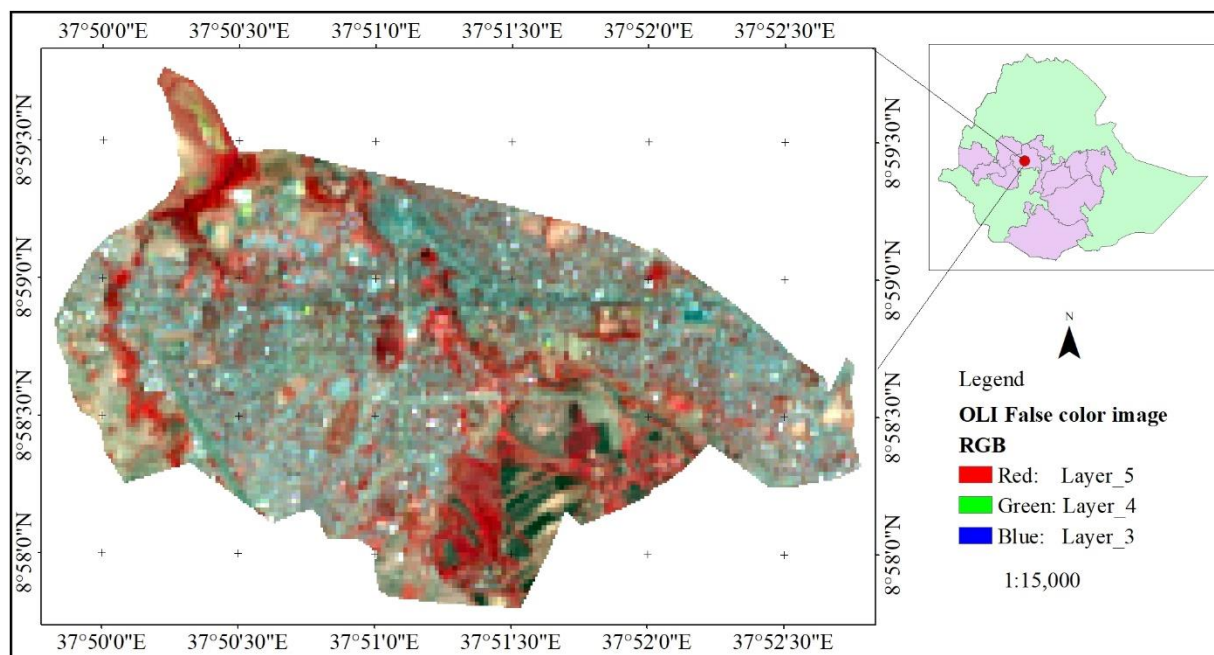 37°50'0"E 37°50'30"E 37°51'0"E 37°51'30"E 37°52'0"E 37°52'30"E
8°59'30"N 8°59'30"N
8°59'0"N 8°59'0"N
8°58'30"N 8°58'30"N
8°58'0"N 8°58'0"N
37°50'0"E 37°50'30"E 37°51'0"E 37°51'30"E 37°52'0"E 37°52'30"E
N
Legend
OLI False color image
RGB
Red: Layer_5
Green: Layer_4
Blue: Layer_3
1:15,000